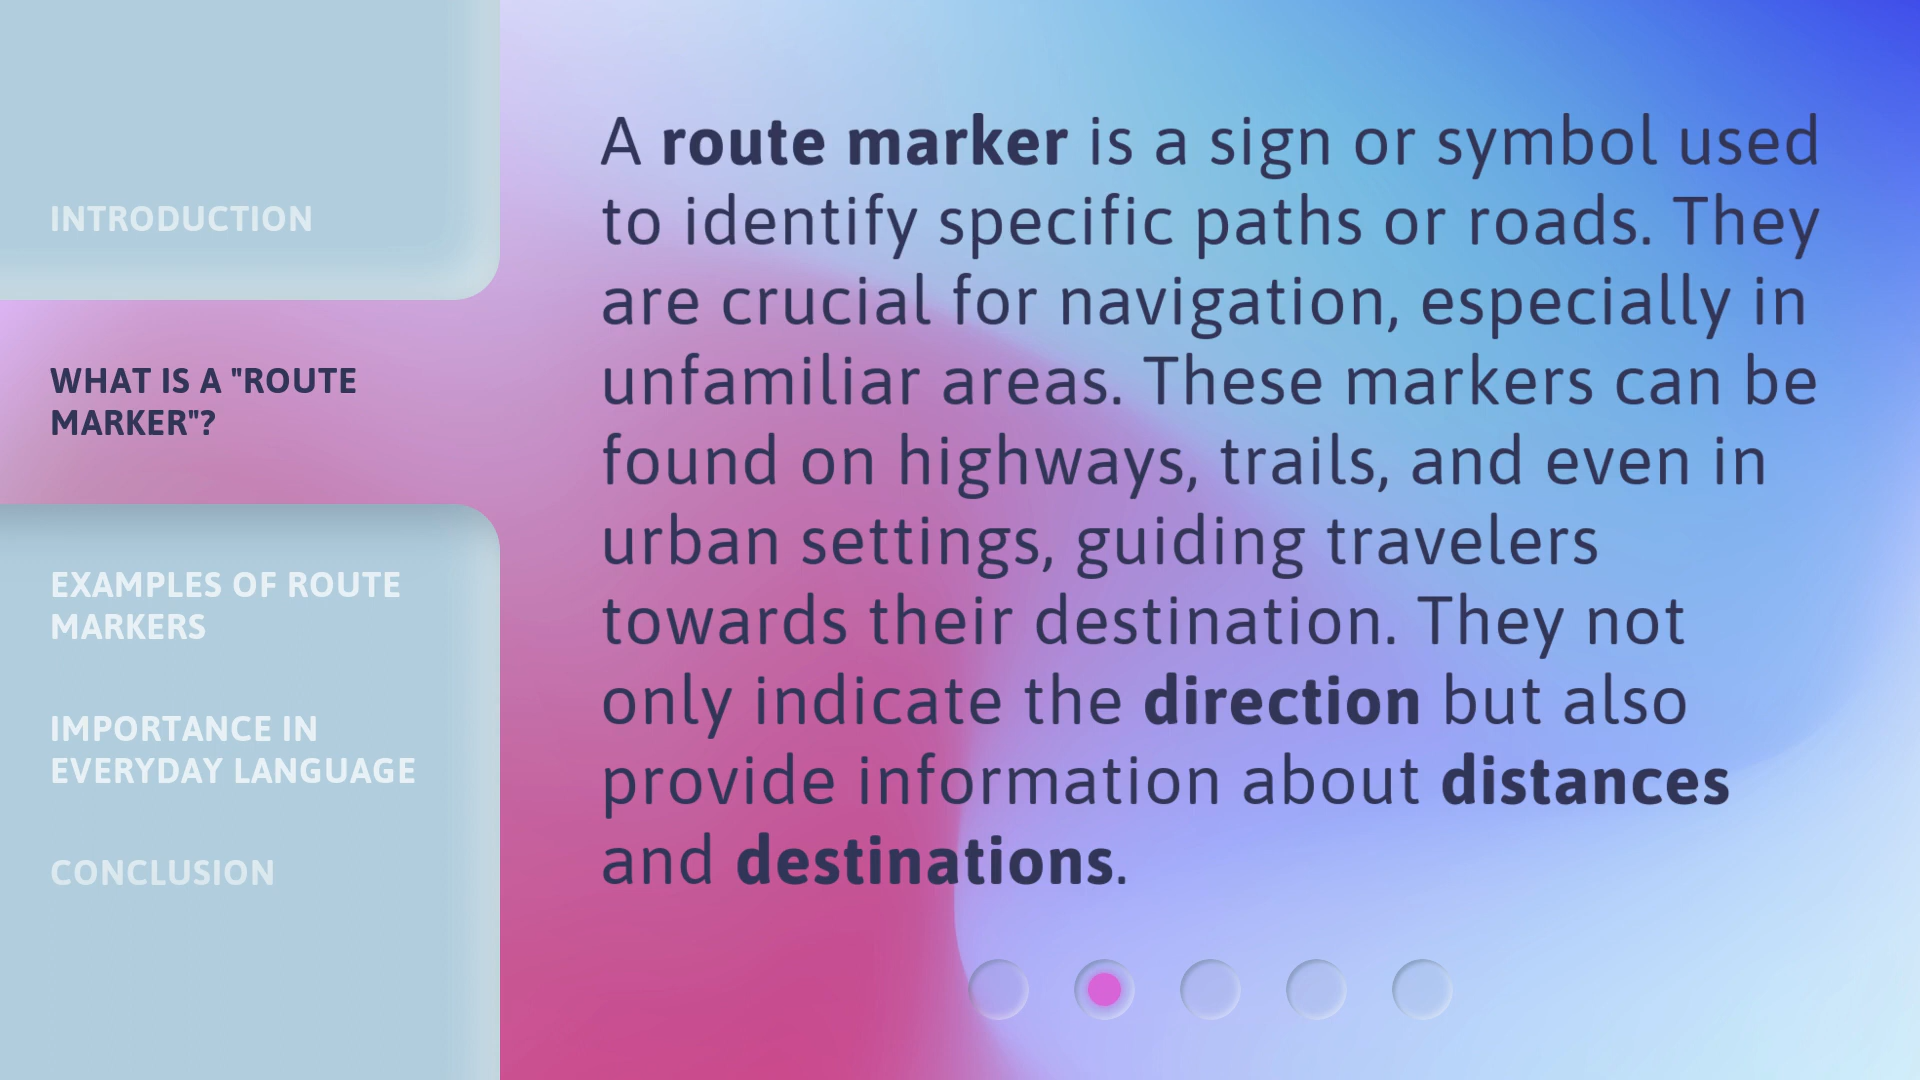 INTRODUCTION
WHAT IS A "ROUTE
MARKER"?
EXAMPLES OF ROUTE
MARKERS
IMPORTANCE IN
EVERYDAY LANGUAGE
CONCLUSION
A route marker is a sign or symbol used
to identify specific paths or roads. They
are crucial for navigation, especially in
unfamiliar areas. These markers can be
found on highways, trails, and even in
urban settings, guiding travelers
towards their destination. They not
only indicate the direction but also
provide information about distances
and destinations.